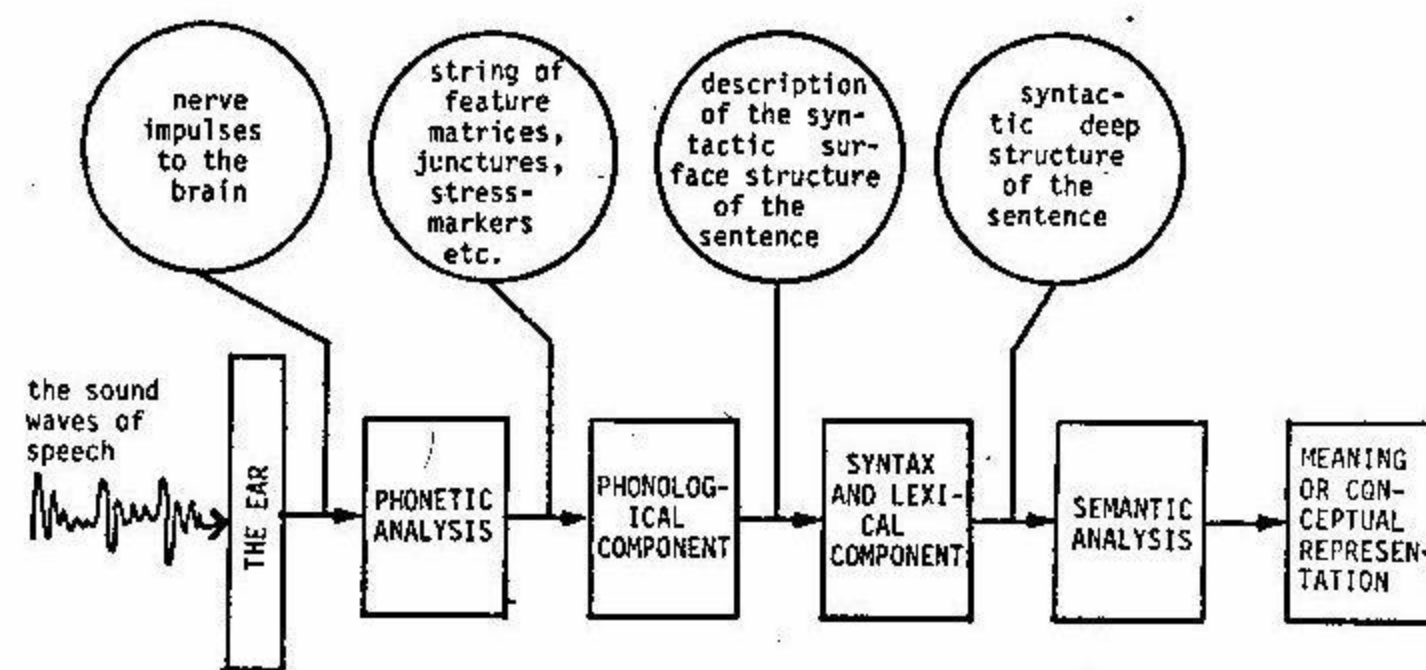 nerve
impulses
to the
brain
string of
feature
matrices,
junctures,
stress-
markers
etc.
description
of the syn-
tactic sur-
face structure
of the
sentence
syntac-
tic deep
structure
of the
sentence
the sound
waves of
speech
THE EAR
PHONETIC
ANALYSIS
PHONOLOG-
ICAL
COMPONENT
SYNTAX
AND LEXI-
CAL
COMPONENT
SEMANTIC
ANALYSIS
MEANING
OR CON-
CEPTUAL
REPRESEN-
TATION